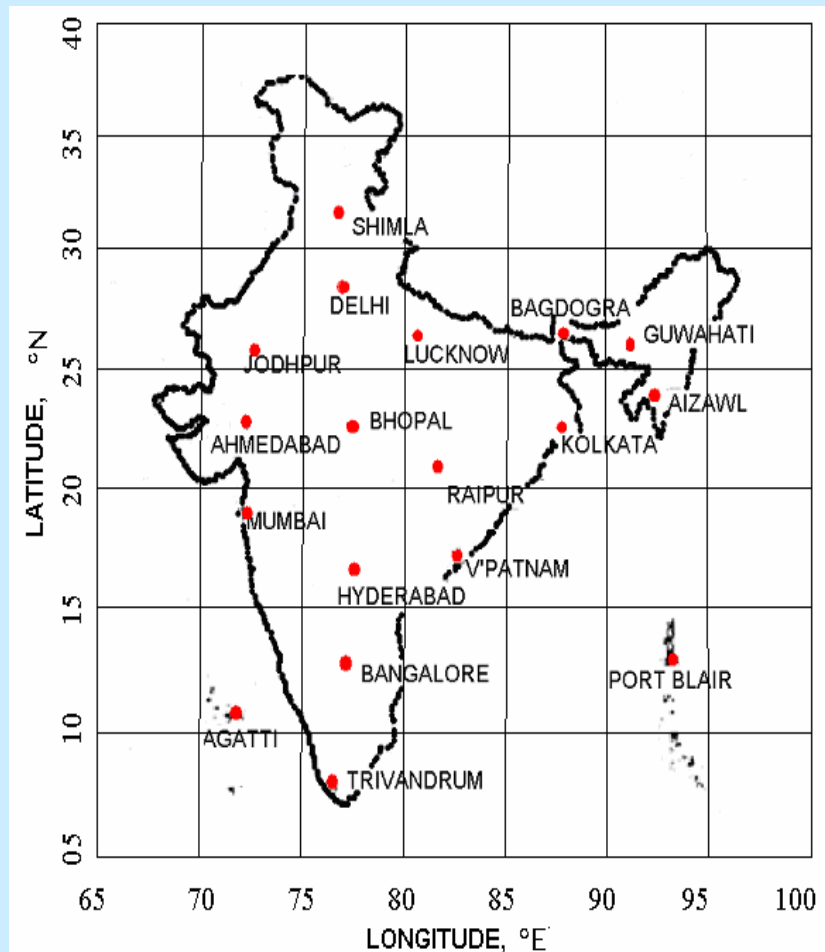 40
35
SHIMLA
30
DELHI
BAGDOGRA
GUWAHATI
LUCKNOW
JODHPUR
25
AIZAWL
BHOPAL
AHMEDABAD
KOLKATA
20
RAIPUR
MUMBAI
V'PATNAM
HYDERABAD
15
BANGALORE
PORT BLAIR
AGATTI
10
TRIVANDRUM
05
LATITUDE, °N
65 70 75 80 85 90 95 100
LONGITUDE, °E